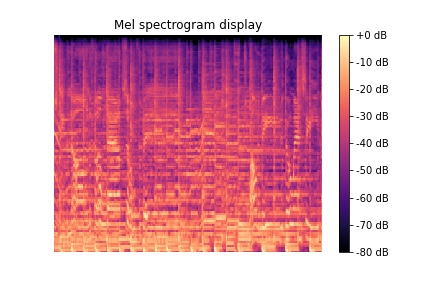 Mel spectrogram display
+0 dB
-10 dB
-20 dB
-30 dB
-40 dB
-50 dB
-60 dB
-70 dB
-80 dB